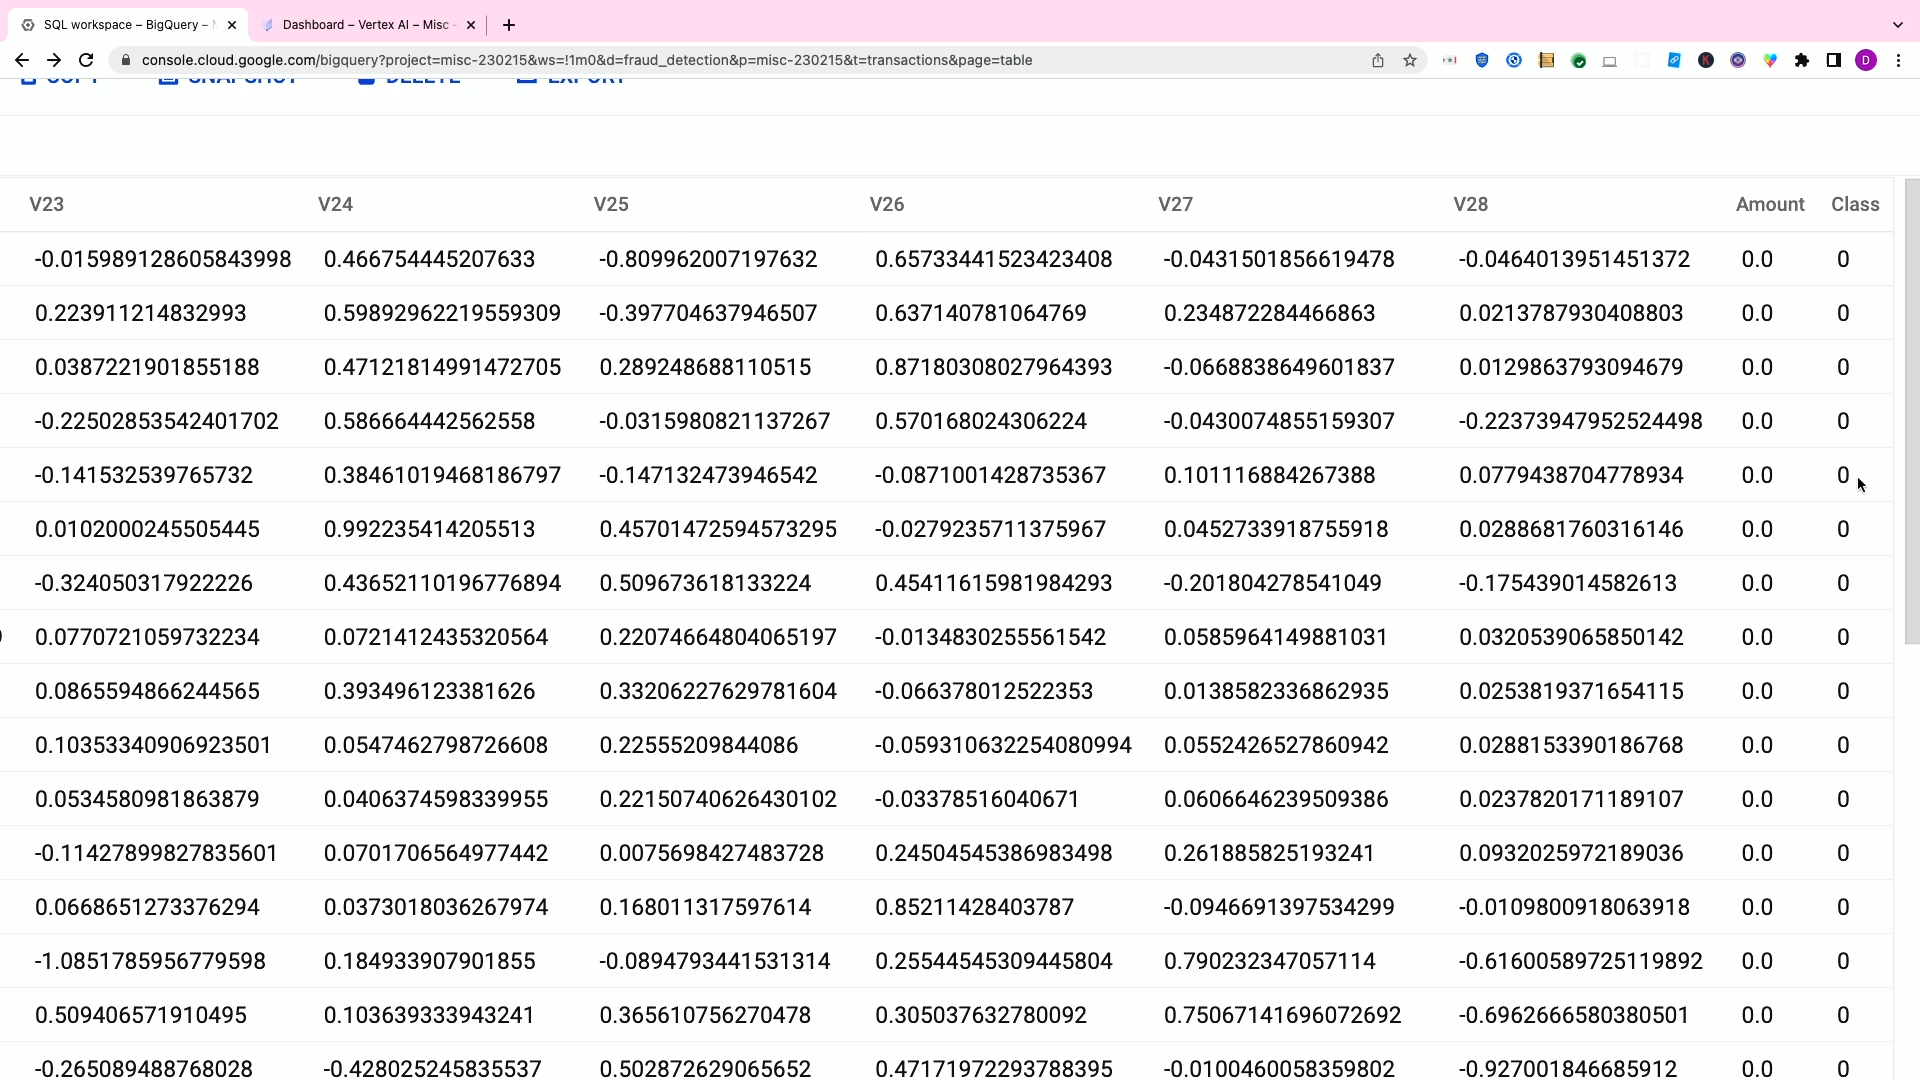 SQL workspace – BigQuery –
Dashboard – Vertex AI – Misc
console.cloud.google.com/bigquery?project=misc-230215&ws=!1m0&d=fraud_detection&p=misc-230215&t=transactions&page=table
D
COPY SNAPSHOT DELETE EXPORT
V23 V24 V25 V26 V27 V28 Amount Class
-0.015989128605843998 0.466754445207633 -0.809962007197632 0.65733441523423408 -0.0431501856619478 -0.0464013951451372 0.0 0
0.223911214832993 0.59892962219559309 -0.397704637946507 0.637140781064769 0.234872284466863 0.0213787930408803 0.0 0
0.0387221901855188 0.47121814991472705 0.289248688110515 0.87180308027964393 -0.0668838649601837 0.0129863793094679 0.0 0
-0.22502853542401702 0.586664442562558 -0.0315980821137267 0.570168024306224 -0.0430074855159307 -0.22373947952524498 0.0 0
-0.141532539765732 0.38461019468186797 -0.147132473946542 -0.0871001428735367 0.101116884267388 0.0779438704778934 0.0 0
0.0102000245505445 0.992235414205513 0.45701472594573295 -0.0279235711375967 0.0452733918755918 0.0288681760316146 0.0 0
-0.324050317922226 0.43652110196776894 0.509673618133224 0.45411615981984293 -0.201804278541049 -0.175439014582613 0.0 0
0.0770721059732234 0.0721412435320564 0.22074664804065197 -0.0134830255561542 0.0585964149881031 0.0320539065850142 0.0 0
0.0865594866244565 0.393496123381626 0.33206227629781604 -0.066378012522353 0.0138582336862935 0.0253819371654115 0.0 0
0.10353340906923501 0.0547462798726608 0.22555209844086 -0.059310632254080994 0.0552426527860942 0.0288153390186768 0.0 0
0.0534580981863879 0.0406374598339955 0.22150740626430102 -0.03378516040671 0.0606646239509386 0.0237820171189107 0.0 0
-0.11427899827835601 0.0701706564977442 0.0075698427483728 0.24504545386983498 0.261885825193241 0.0932025972189036 0.0 0
0.0668651273376294 0.0373018036267974 0.168011317597614 0.85211428403787 -0.0946691397534299 -0.0109800918063918 0.0 0
-1.0851785956779598 0.184933907901855 -0.0894793441531314 0.25544545309445804 0.790232347057114 -0.61600589725119892 0.0 0
0.509406571910495 0.103639333943241 0.365610756270478 0.305037632780092 0.75067141696072692 -0.6962666580380501 0.0 0
-0.265089488768028 -0.428025245835537 0.502872629065652 0.47171972293788395 -0.0100460058359802 -0.9270018466859​12 0.0 0